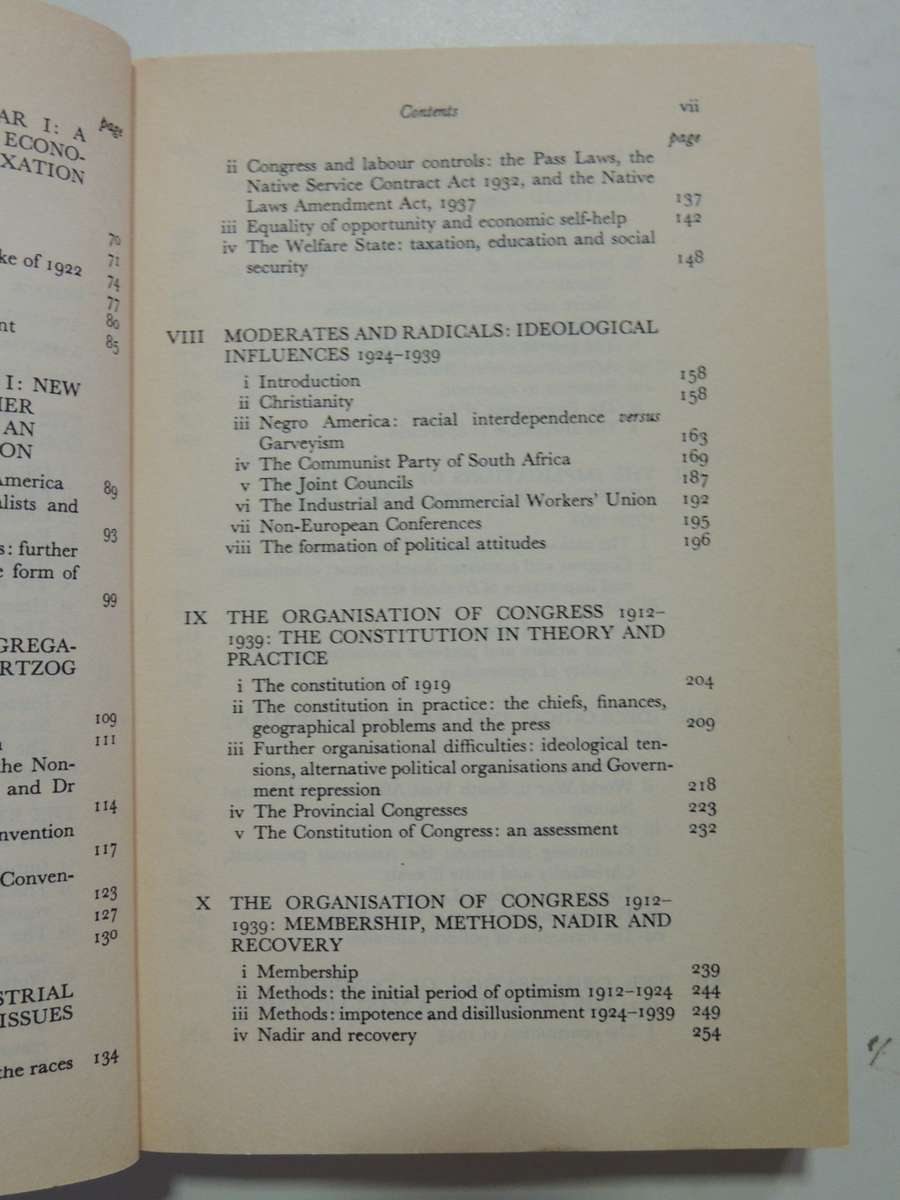 AR I: A
page
ECONO-
XATION
70
ke of 1922 71
74
77
nt 80
85
I: NEW
IER
AN
ON
America 89
alists and
93
s: further
e form of
99
GREGA-
RTZOG
109
111
the Non-
and Dr
114
onvention
117
Conven-
123
127
130
STRIAL
ISSUES
the races 134
Contents vii
page
ii Congress and labour controls: the Pass Laws, the
Native Service Contract Act 1932, and the Native
Laws Amendment Act, 1937 137
iii Equality of opportunity and economic self-help 142
iv The Welfare State: taxation, education and social
security 148
VIII MODERATES AND RADICALS: IDEOLOGICAL
INFLUENCES 1924–1939
i Introduction 158
ii Christianity 158
iii Negro America: racial interdependence versus
Garveyism 163
iv The Communist Party of South Africa 169
v The Joint Councils 187
vi The Industrial and Commercial Workers' Union 192
vii Non-European Conferences 195
viii The formation of political attitudes 196
IX THE ORGANISATION OF CONGRESS 1912–
1939: THE CONSTITUTION IN THEORY AND
PRACTICE
i The constitution of 1919 204
ii The constitution in practice: the chiefs, finances,
geographical problems and the press 209
iii Further organisational difficulties: ideological ten-
sions, alternative political organisations and Govern-
ment repression 218
iv The Provincial Congresses 223
v The Constitution of Congress: an assessment 232
X THE ORGANISATION OF CONGRESS 1912–
1939: MEMBERSHIP, METHODS, NADIR AND
RECOVERY
i Membership 239
ii Methods: the initial period of optimism 1912–1924 244
iii Methods: impotence and disillusionment 1924–1939 249
iv Nadir and recovery 254